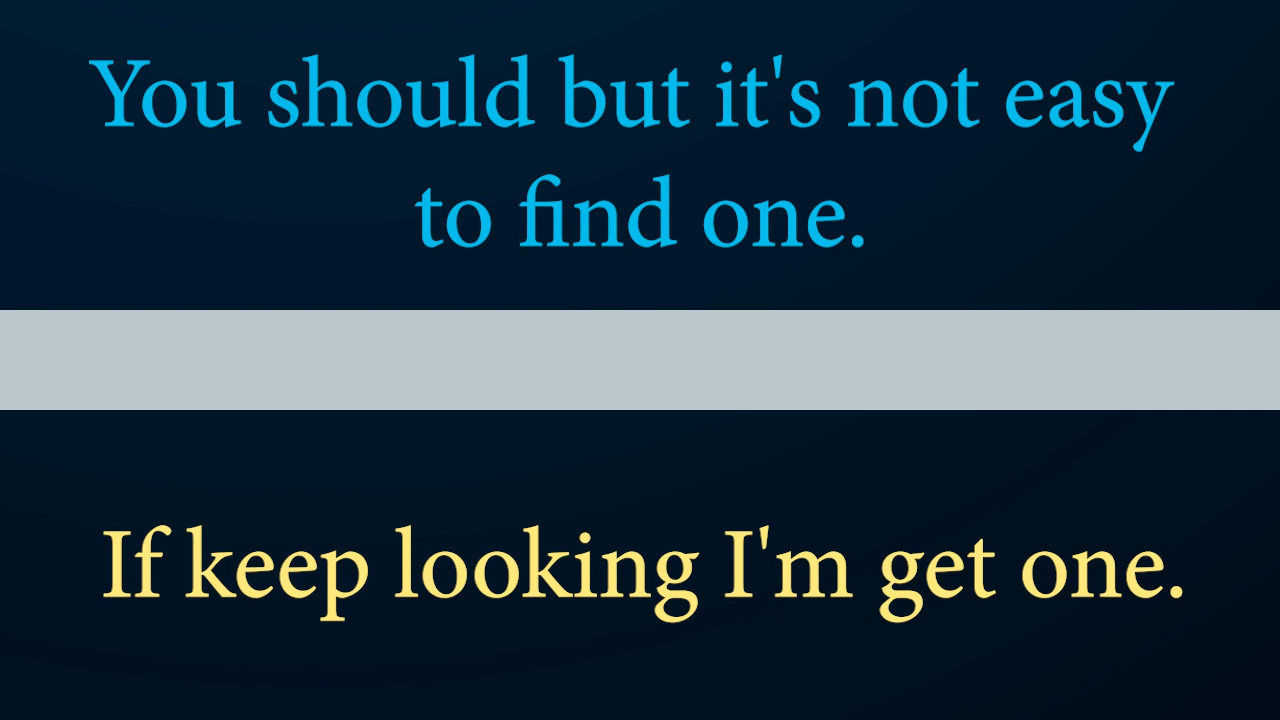 You should but it's not easy
to find one.
If keep looking I'm get one.